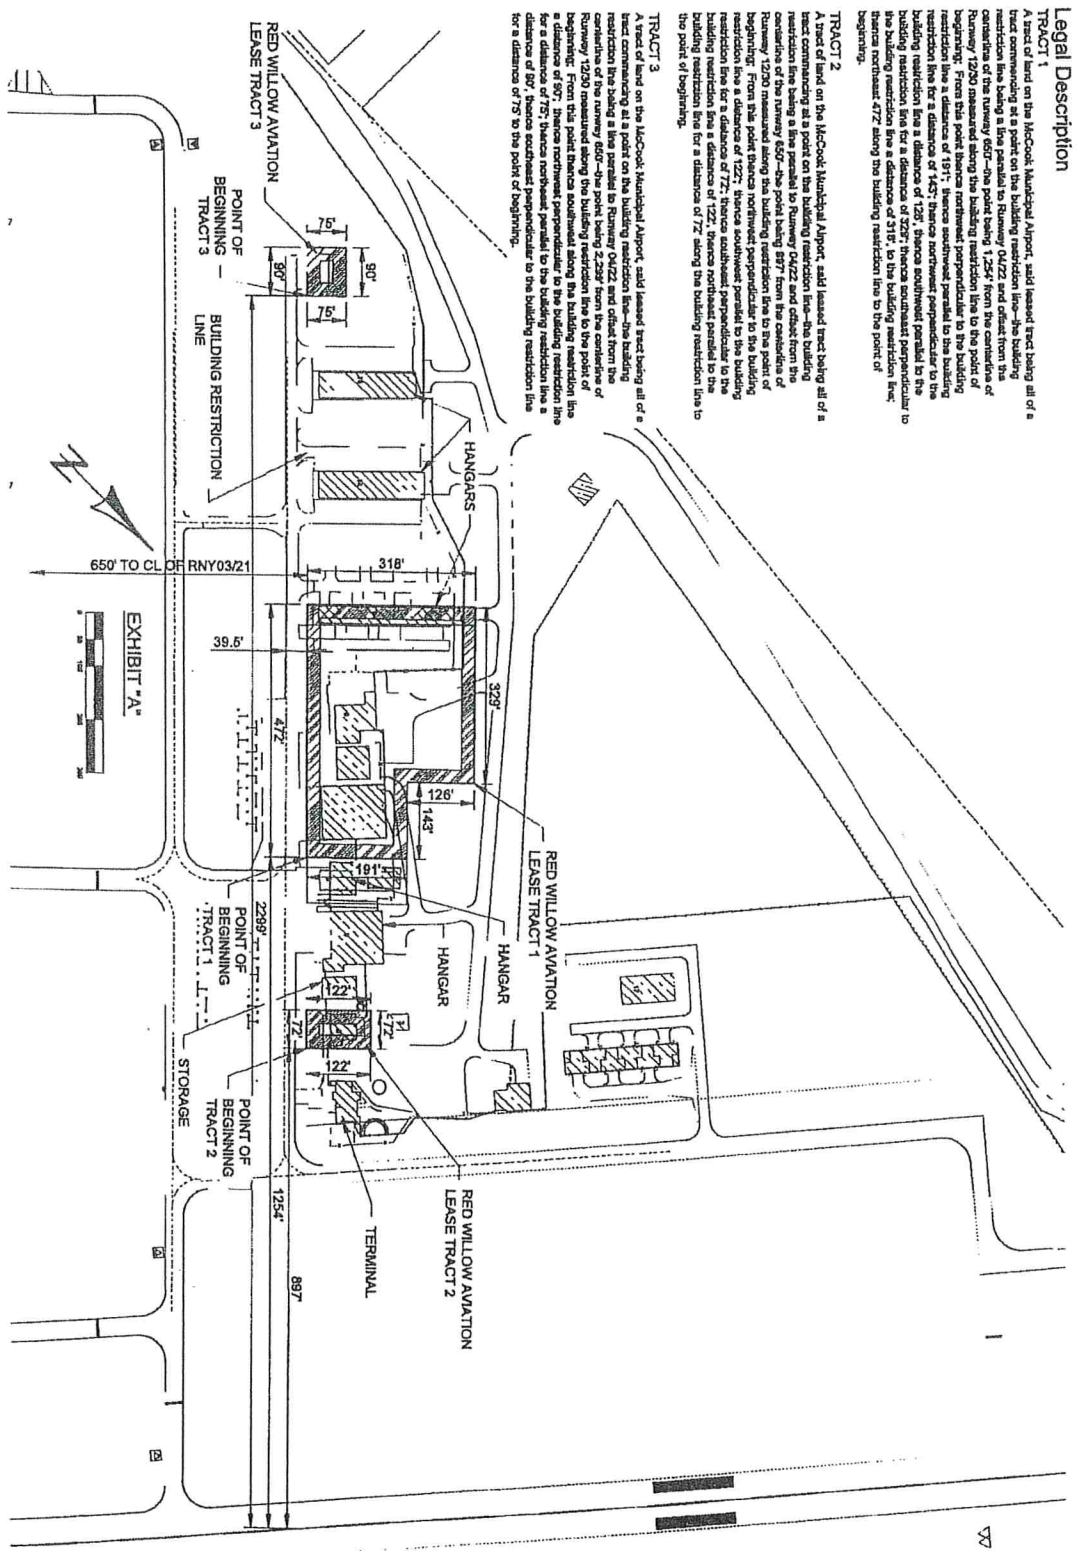 Legal Description
TRACT 1
A tract of land on the McCook Municipal Airport, said leased tract being all of a
tract commencing at a point on the building restriction line—the building
restriction line being a line parallel to Runway 04/22 and offset from the
centerline of the runway 650'—the point being 1,254' from the centerline of
Runway 12/30 measured along the building restriction line to the point of
beginning; From this point thence northwest perpendicular to the building
restriction line a distance of 191'; thence southwest parallel to the building
restriction line for a distance of 143'; thence northwest perpendicular to the
building restriction line a distance of 126', thence southwest parallel to the
building restriction line for a distance of 329'; thence southeast perpendicular to
the building restriction line a distance of 318', to the building restriction line;
thence northeast 472' along the building restriction line to the point of
beginning.
TRACT 2
A tract of land on the McCook Municipal Airport, said leased tract being all of a
tract commencing at a point on the building restriction line—the building
restriction line being a line parallel to Runway 04/22 and offset from the
centerline of the runway 650'—the point being 897' from the centerline of
Runway 12/30 measured along the building restriction line to the point of
beginning; From this point thence northwest perpendicular to the building
restriction line a distance of 122'; thence southwest parallel to the building
restriction line for a distance of 72'; thence southeast perpendicular to the
building restriction line a distance of 122', thence northeast parallel to the
building restriction line for a distance of 72' along the building restriction line to
the point of beginning.
TRACT 3
A tract of land on the McCook Municipal Airport, said leased tract being all of a
tract commencing at a point on the building restriction line—the building
restriction line being a line parallel to Runway 04/22 and offset from the
centerline of the runway 650'—the point being 2,299' from the centerline of
Runway 12/30 measured along the building restriction line to the point of
beginning; From this point thence southwest along the building restriction line
a distance of 90'; thence northwest perpendicular to the building restriction line
for a distance of 75'; thence northeast parallel to the building restriction line a
distance of 90', thence southeast perpendicular to the building restriction line
for a distance of 75' to the point of beginning.
RED WILLOW AVIATION
LEASE TRACT 3
75'
90'
90'
75'
POINT OF
BEGINNING
TRACT 3
BUILDING RESTRICTION
LINE
HANGARS
N
650' TO CL OF RNY03/21
318'
39.5'
472'
329'
126'
143'
191'
RED WILLOW AVIATION
LEASE TRACT 1
HANGAR
HANGAR
EXHIBIT "A"
2299'
POINT OF
BEGINNING
TRACT 1
122'
72'
72'
122'
STORAGE
POINT OF
BEGINNING
TRACT 2
1254'
897'
TERMINAL
RED WILLOW AVIATION
LEASE TRACT 2